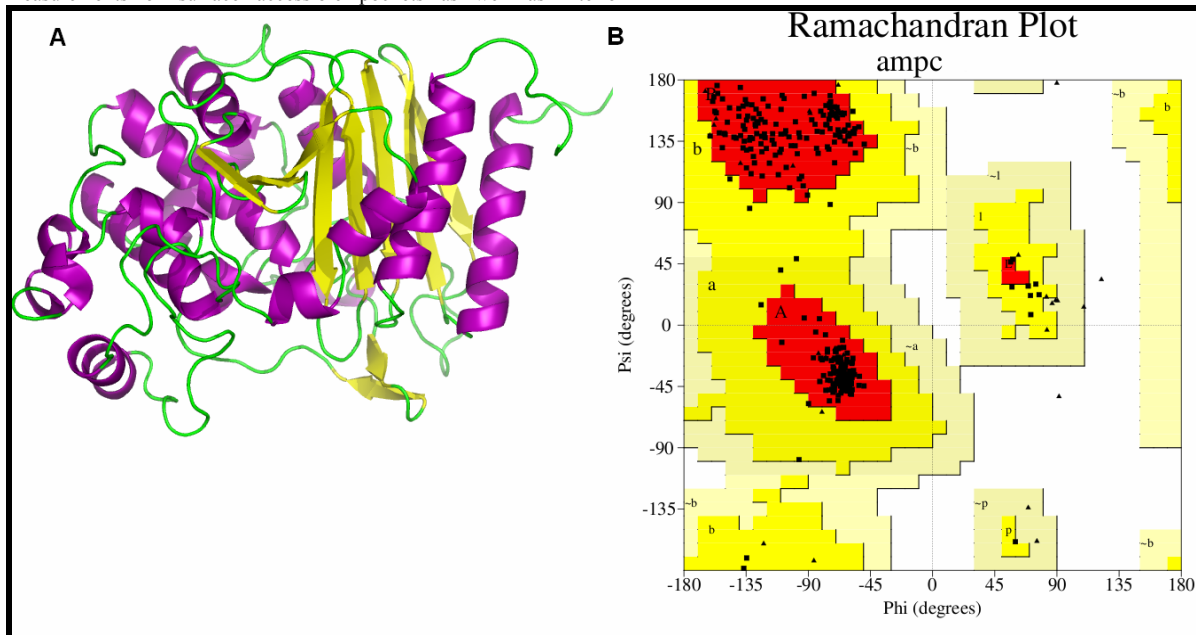 A
B
Ramachandran Plot
ampc
180
135
90
45
0
-45
-90
-135
-180
-135
-90
-45
0
45
90
135
180
Psi (degrees)
Phi (degrees)
b
~b
~b
b
~l
l
a
A
~a
~b
b
~p
p
~b